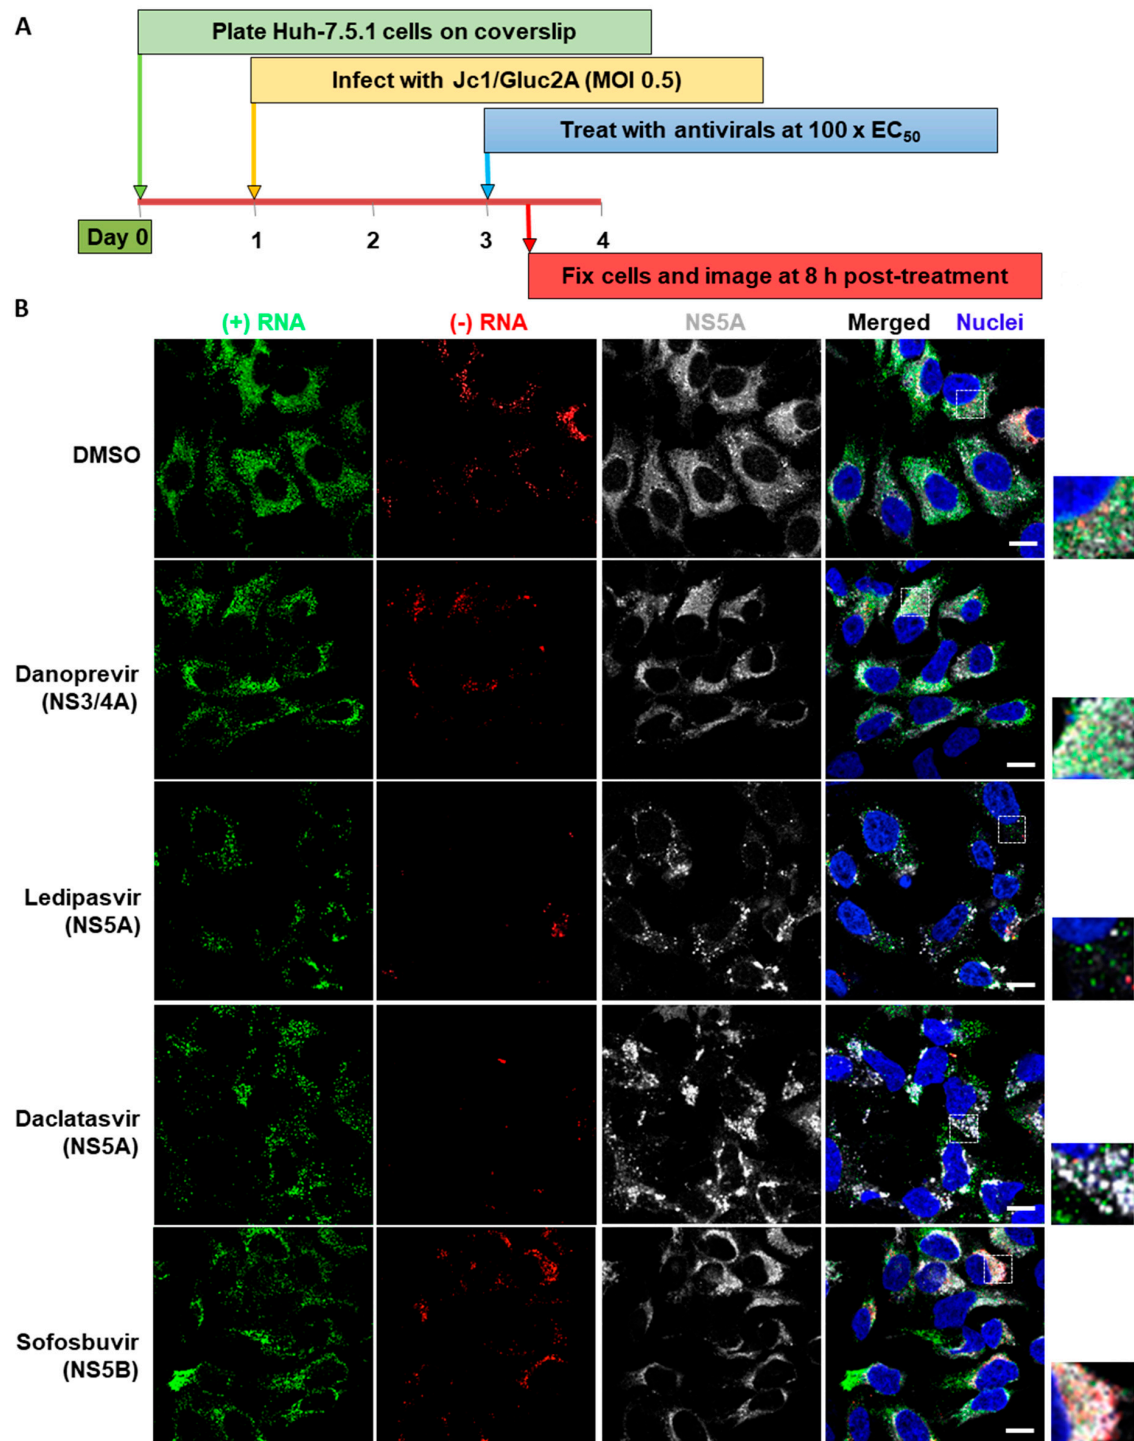 A
Plate Huh-7.5.1 cells on coverslip
Infect with Jc1/Gluc2A (MOI 0.5)
Treat with antivirals at 100 x EC50
Day 0
1
2
3
4
Fix cells and image at 8 h post-treatment
B
(+) RNA
(-) RNA
NS5A
Merged
Nuclei
DMSO
Danoprevir
(NS3/4A)
Ledipasvir
(NS5A)
Daclatasvir
(NS5A)
Sofosbuvir
(NS5B)